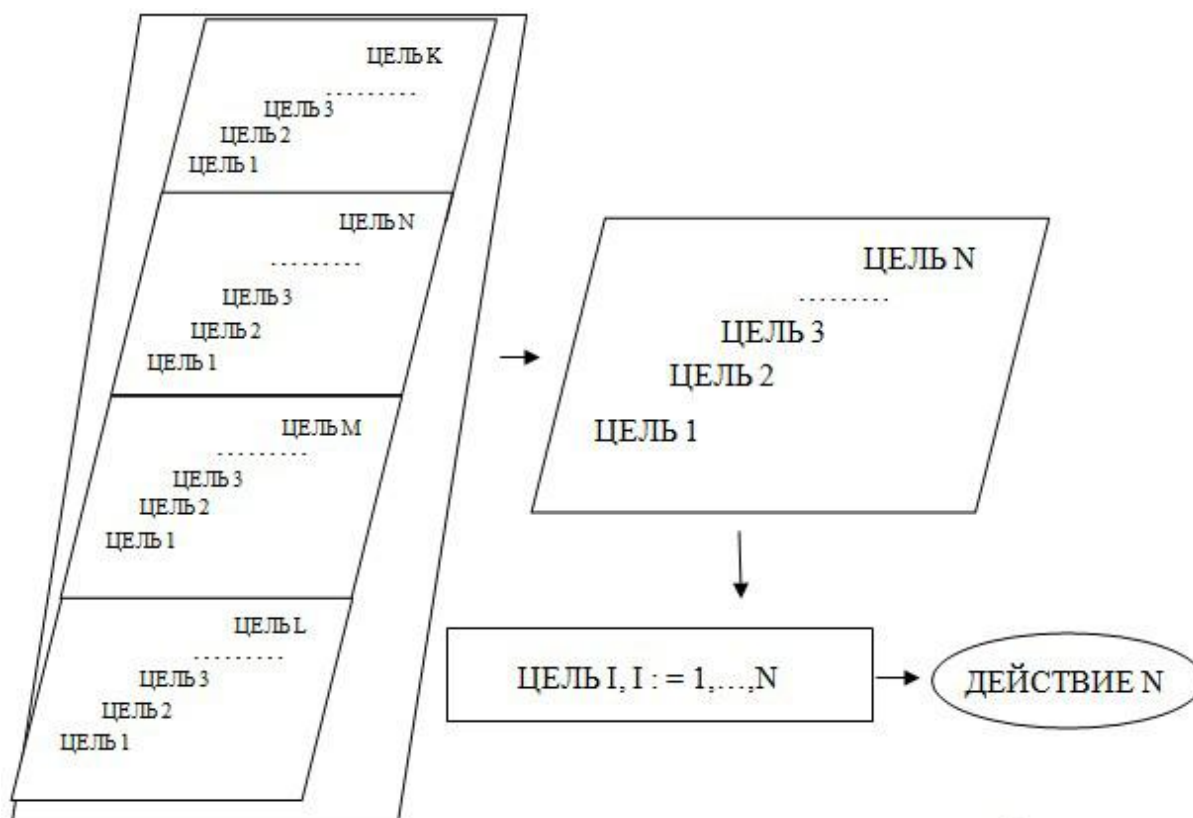 ЦЕЛЬ K
.........
ЦЕЛЬ 3
ЦЕЛЬ 2
ЦЕЛЬ 1
ЦЕЛЬ N
.........
ЦЕЛЬ 3
ЦЕЛЬ 2
ЦЕЛЬ 1
ЦЕЛЬ M
.........
ЦЕЛЬ 3
ЦЕЛЬ 2
ЦЕЛЬ 1
ЦЕЛЬ L
.........
ЦЕЛЬ 3
ЦЕЛЬ 2
ЦЕЛЬ 1
ЦЕЛЬ N
.........
ЦЕЛЬ 3
ЦЕЛЬ 2
ЦЕЛЬ 1
ЦЕЛЬ I, I : = 1,…,N
ДЕЙСТВИЕ N